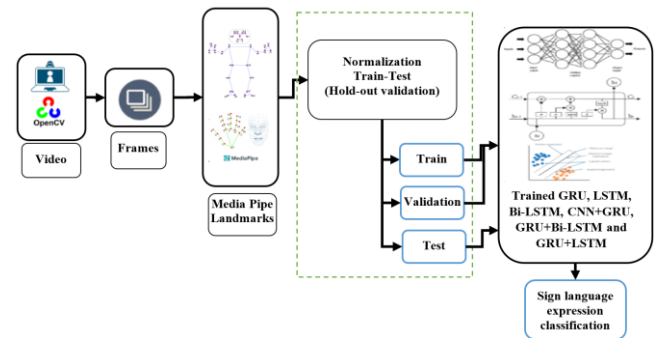 OpenCV
Video
Frames
MediaPipe
Media Pipe
Landmarks
Normalization
Train-Test
(Hold-out validation)
Train
Validation
Test
Trained GRU, LSTM,
Bi-LSTM, CNN+GRU,
GRU+Bi-LSTM and
GRU+LSTM
Sign language
expression
classification